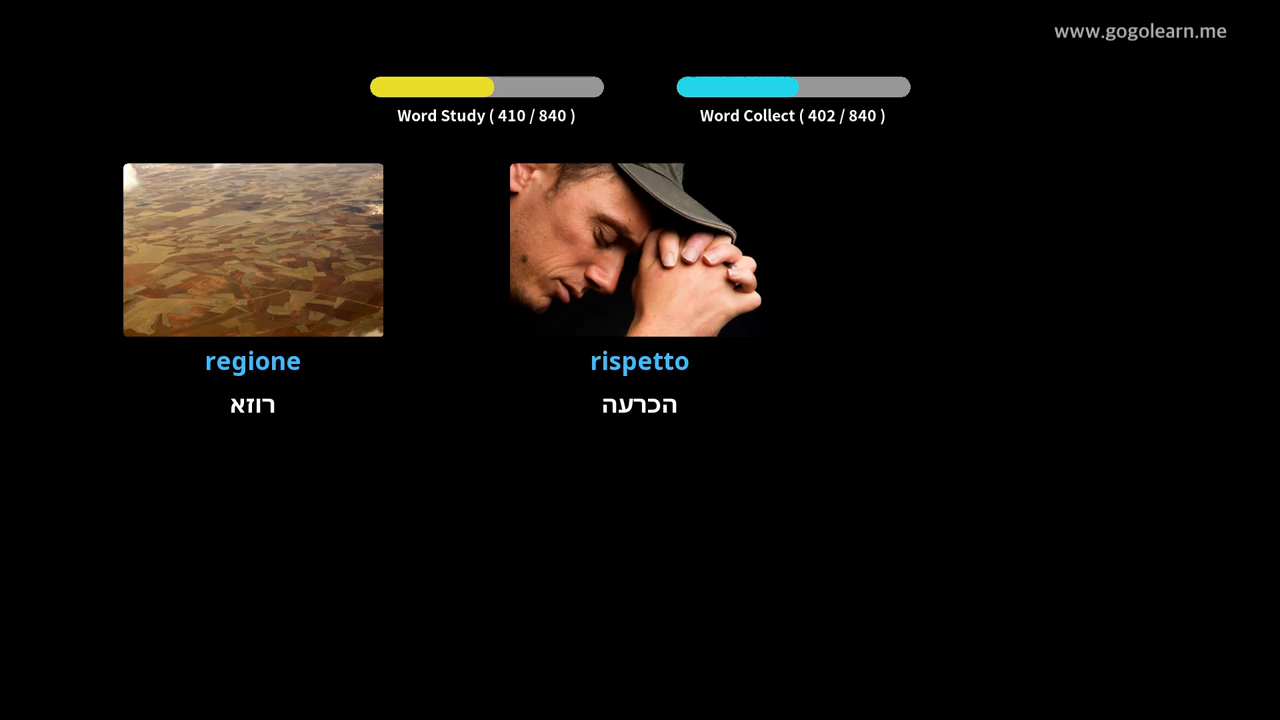 www.gogolearn.me
Word Study ( 410 / 840 )
Word Collect ( 402 / 840 )
regione
רוזא
rispetto
הכרעה